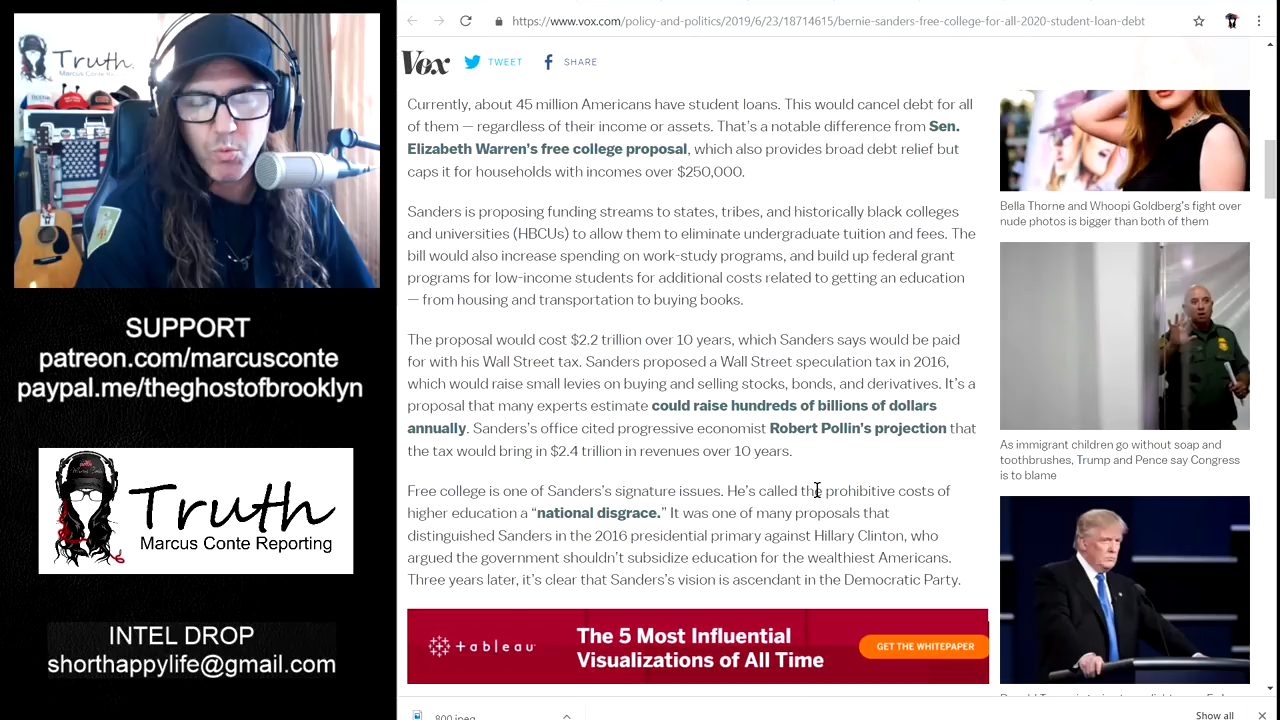 Truth.
Marcus Conte Re
SUPPORT
patreon.com/marcusconte
paypal.me/theghostofbrooklyn
Truth
Marcus Conte Reporting
INTEL DROP
shorthappylife@gmail.com
https://www.vox.com/policy-and-politics/2019/6/23/18714615/bernie-sanders-free-college-for-all-2020-student-loan-debt
Vox TWEET SHARE
Currently, about 45 million Americans have student loans. This would cancel debt for all
of them — regardless of their income or assets. That’s a notable difference from Sen.
Elizabeth Warren’s free college proposal, which also provides broad debt relief but
caps it for households with incomes over $250,000.
Sanders is proposing funding streams to states, tribes, and historically black colleges
and universities (HBCUs) to allow them to eliminate undergraduate tuition and fees. The
bill would also increase spending on work-study programs, and build up federal grant
programs for low-income students for additional costs related to getting an education
— from housing and transportation to buying books.
The proposal would cost $2.2 trillion over 10 years, which Sanders says would be paid
for with his Wall Street tax. Sanders proposed a Wall Street speculation tax in 2016,
which would raise small levies on buying and selling stocks, bonds, and derivatives. It’s a
proposal that many experts estimate could raise hundreds of billions of dollars
annually. Sanders’s office cited progressive economist Robert Pollin's projection that
the tax would bring in $2.4 trillion in revenues over 10 years.
Free college is one of Sanders’s signature issues. He’s called the prohibitive costs of
higher education a “national disgrace.” It was one of many proposals that
distinguished Sanders in the 2016 presidential primary against Hillary Clinton, who
argued the government shouldn’t subsidize education for the wealthiest Americans.
Three years later, it’s clear that Sanders’s vision is ascendant in the Democratic Party.
+ableau
The 5 Most Influential
Visualizations of All Time
GET THE WHITEPAPER
Bella Thorne and Whoopi Goldberg’s fight over
nude photos is bigger than both of them
As immigrant children go without soap and
toothbrushes, Trump and Pence say Congress
is to blame
800.jpeg
Show all